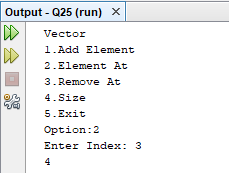 Output - Q25 (run)
Vector
1.Add Element
2.Element At
3.Remove At
4.Size
5.Exit
Option:2
Enter Index: 3
4